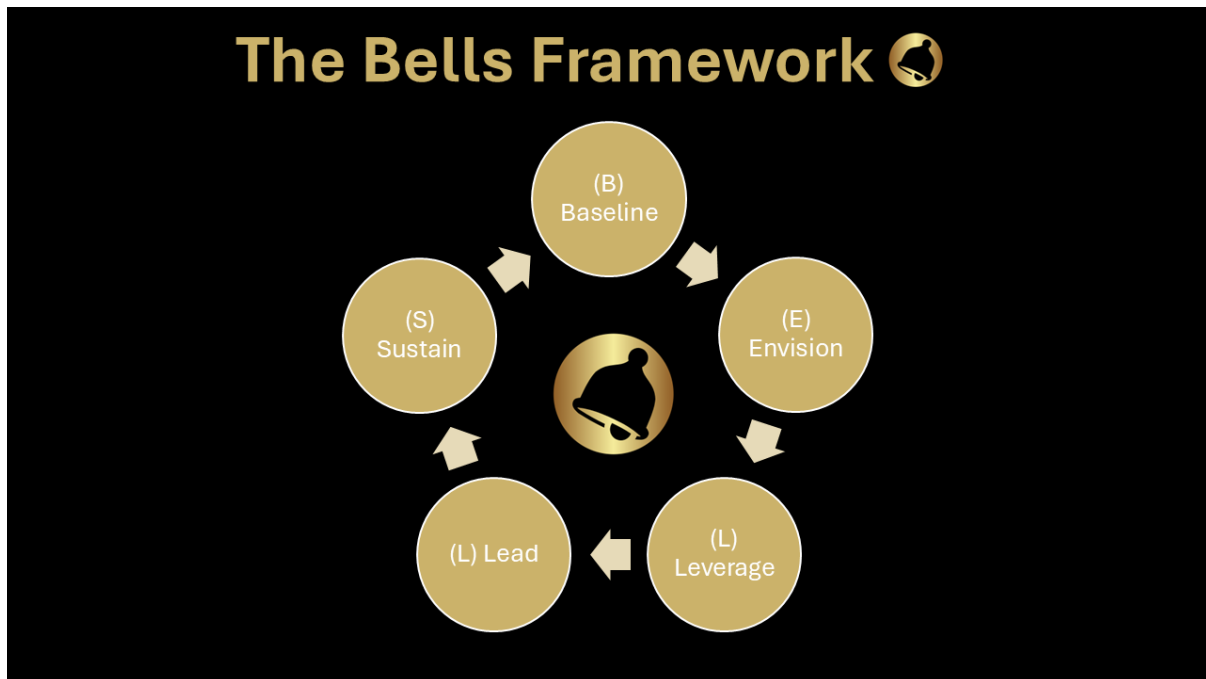 The Bells Framework
(B)
Baseline
(E)
Envision
(L)
Leverage
(L) Lead
(S)
Sustain